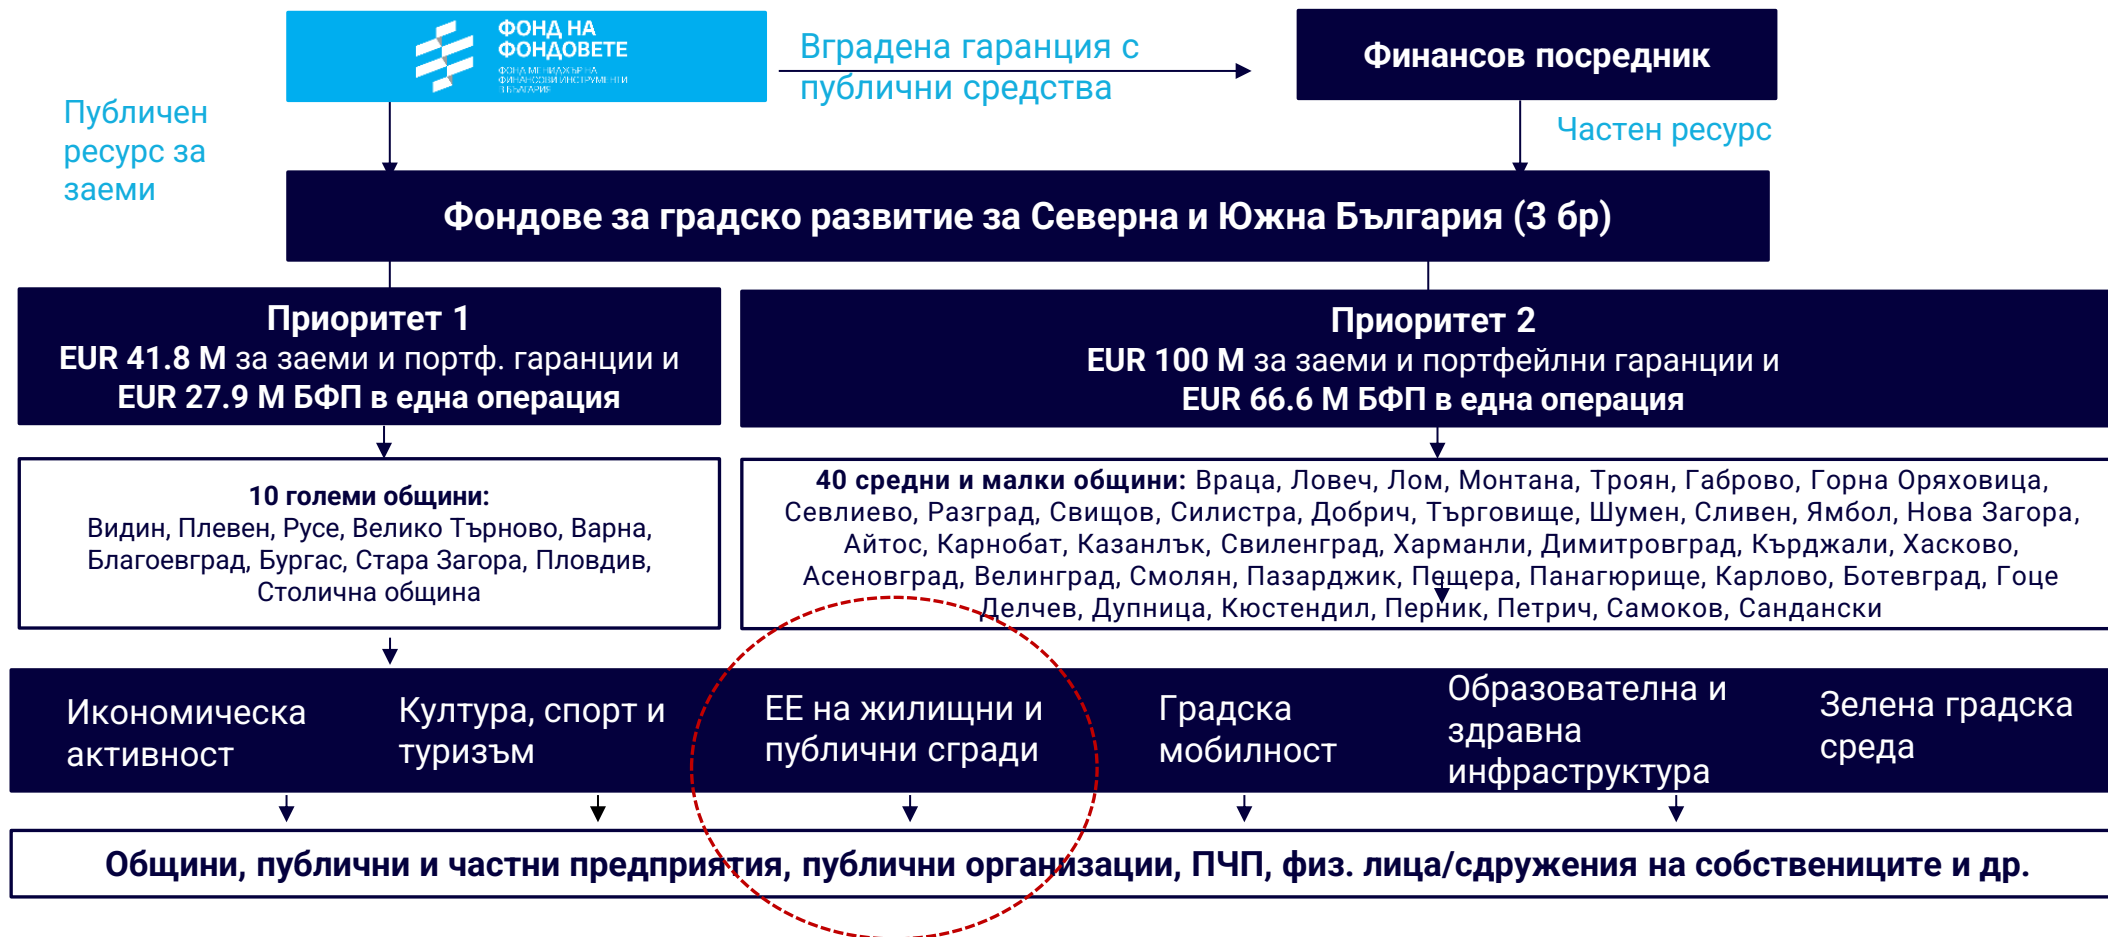 ФОНД НА
ФОНДОВЕТЕ
ФОНД МЕНИДЖЪР НА
ФИНАНСОВИ ИНСТРУМЕНТИ
В БЪЛГАРИЯ
Вградена гаранция с
публични средства
Финансов посредник
Публичен
ресурс за
заеми
Частен ресурс
Фондове за градско развитие за Северна и Южна България (3 бр)
Приоритет 1
EUR 41.8 M за заеми и портф. гаранции и
EUR 27.9 M БФП в една операция
Приоритет 2
EUR 100 M за заеми и портфейлни гаранции и
EUR 66.6 M БФП в една операция
10 големи общини:
Видин, Плевен, Русе, Велико Търново, Варна,
Благоевград, Бургас, Стара Загора, Пловдив,
Столична община
40 средни и малки общини: Враца, Ловеч, Лом, Монтана, Троян, Габрово, Горна Оряховица,
Севлиево, Разград, Свищов, Силистра, Добрич, Търговище, Шумен, Сливен, Ямбол, Нова Загора,
Айтос, Карнобат, Казанлък, Свиленград, Харманли, Димитровград, Кърджали, Хасково,
Асеновград, Велинград, Смолян, Пазарджик, Пещера, Панагюрище, Карлово, Ботевград, Гоце
Делчев, Дупница, Кюстендил, Перник, Петрич, Самоков, Сандански
Икономическа
активност
Култура, спорт и
туризъм
ЕЕ на жилищни и
публични сгради
Градска
мобилност
Образователна и
здравна
инфраструктура
Зелена градска
среда
Общини, публични и частни предприятия, публични организации, ПЧП, физ. лица/сдружения на собствениците и др.